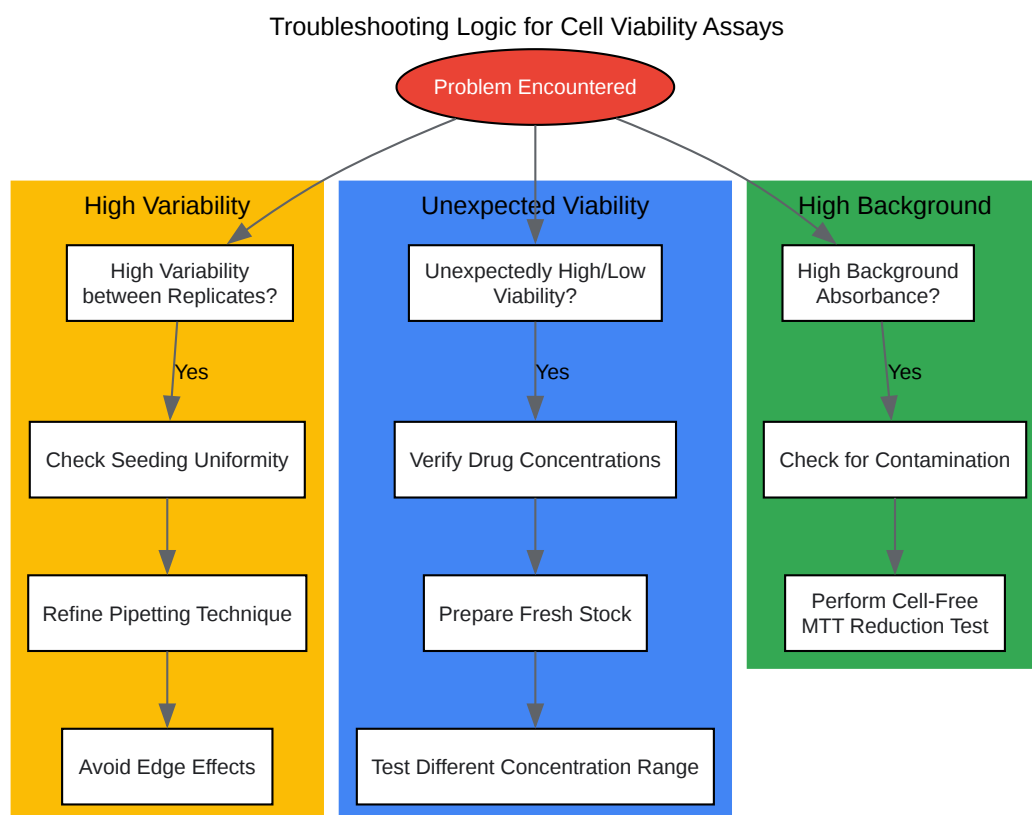 Troubleshooting Logic for Cell Viability Assays
Problem Encountered
High Variability
High Variability
between Replicates?
Yes
Check Seeding Uniformity
Refine Pipetting Technique
Avoid Edge Effects
Unexpected Viability
Unexpectedly High/Low
Viability?
Yes
Verify Drug Concentrations
Prepare Fresh Stock
Test Different Concentration Range
High Background
High Background
Absorbance?
Yes
Check for Contamination
Perform Cell-Free
MTT Reduction Test